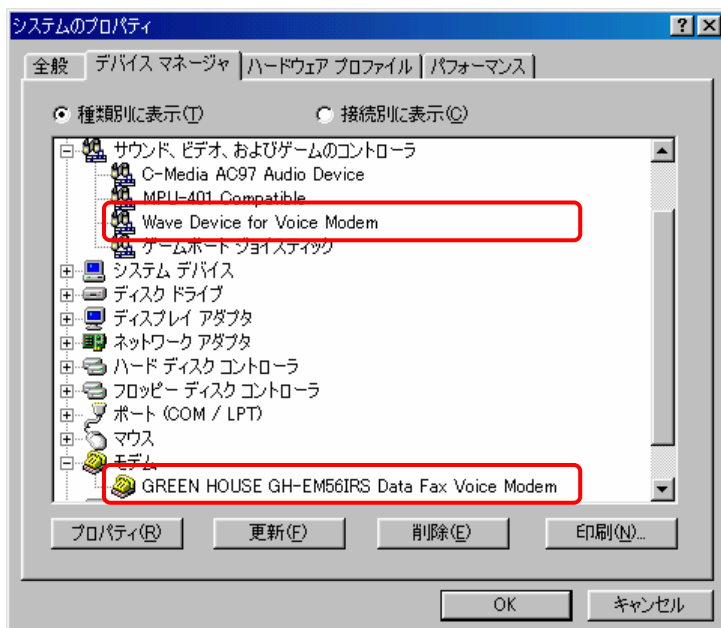 システムのプロパティ
全般 デバイス マネージャ ハードウェア プロファイル パフォーマンス
種類別に表示(T) 接続別に表示(C)
サウンド、ビデオ、およびゲームのコントローラ
C-Media AC97 Audio Device
MPU-401 Compatible
Wave Device for Voice Modem
ゲームポート ジョイスティック
システム デバイス
ディスク ドライブ
ディスプレイ アダプタ
ネットワーク アダプタ
ハード ディスク コントローラ
フロッピー ディスク コントローラ
ポート (COM / LPT)
マウス
モデム
GREEN HOUSE GH-EM56IRS Data Fax Voice Modem
プロパティ(R) 更新(F) 削除(E) 印刷(N)...
OK キャンセル